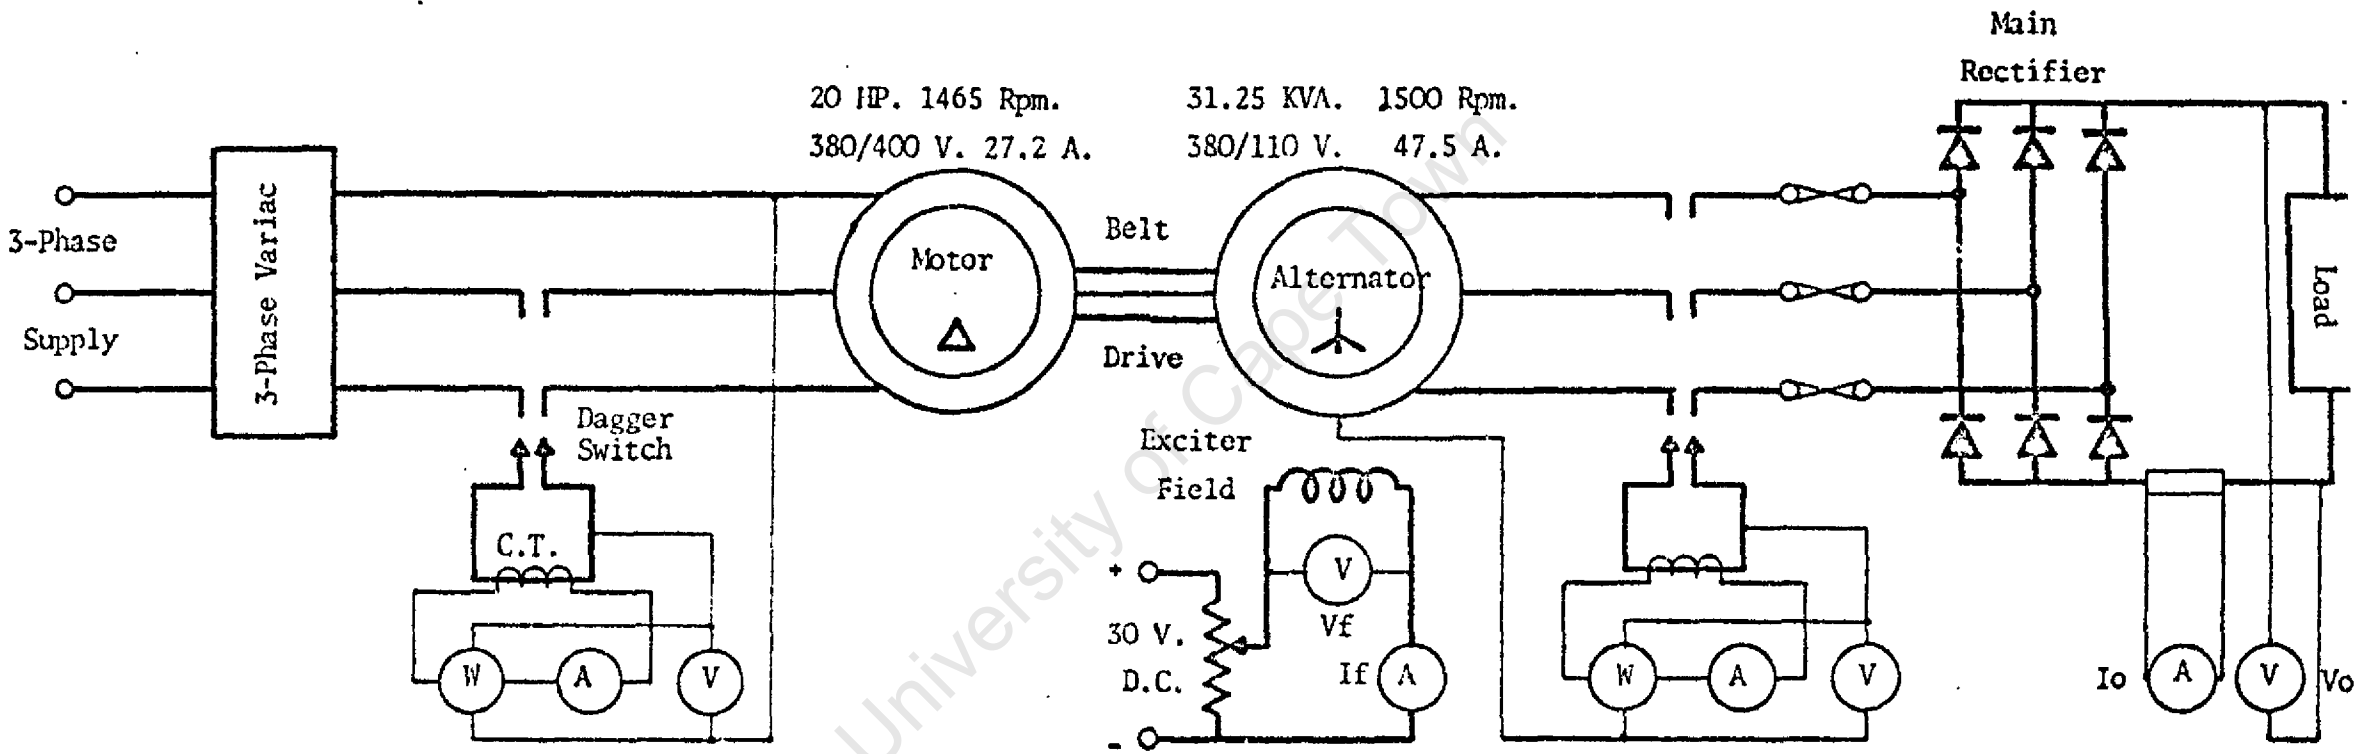 Main
Rectifier
20 HP. 1465 Rpm.
380/400 V. 27.2 A.
31.25 KVA. 1500 Rpm.
380/110 V. 47.5 A.
3-Phase
Supply
3-Phase Variac
Motor
Belt
Drive
Alternator
Load
Dagger
Switch
C.T.
W
A
V
Exciter
Field
+
30 V.
D.C.
-
V
Vf
If
A
W
A
V
Io
A
V
Vo
University of Cape Town